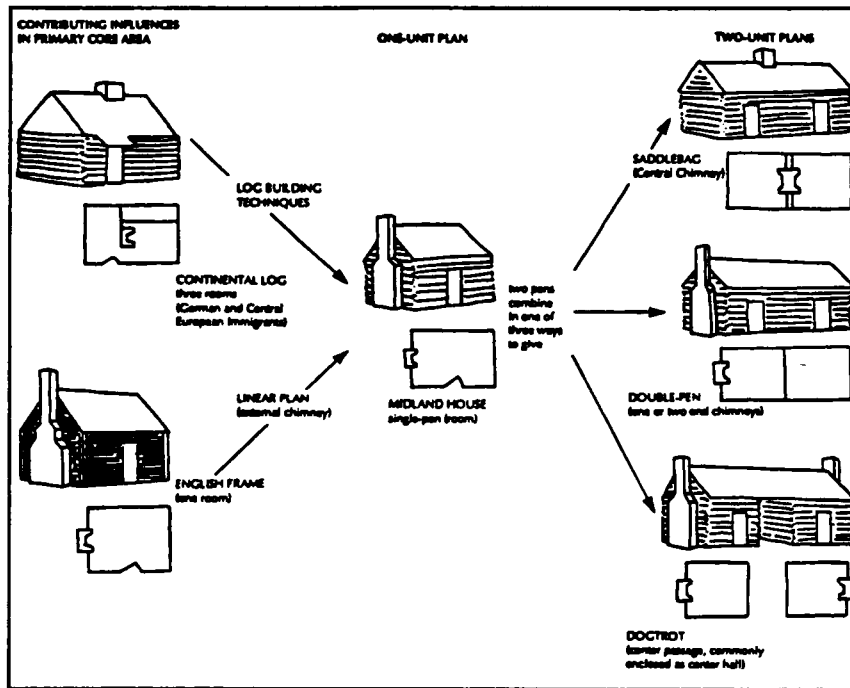 CONTRIBUTING INFLUENCES
IN PRIMARY CORE AREA
ONE-UNIT PLAN
TWO-UNIT PLANS
LOG BUILDING
TECHNIQUES
CONTINENTAL LOG
three rooms
(German and Central
European Immigrants)
LINEAR PLAN
(external chimney)
ENGLISH FRAME
(one room)
MIDLAND HOUSE
single-pen (room)
two pens
combine
in one of
three ways
to give
SADDLEBAG
(Central Chimney)
DOUBLE-PEN
(one or two end chimneys)
DOGTROT
(center passage, commonly
enclosed as center hall)